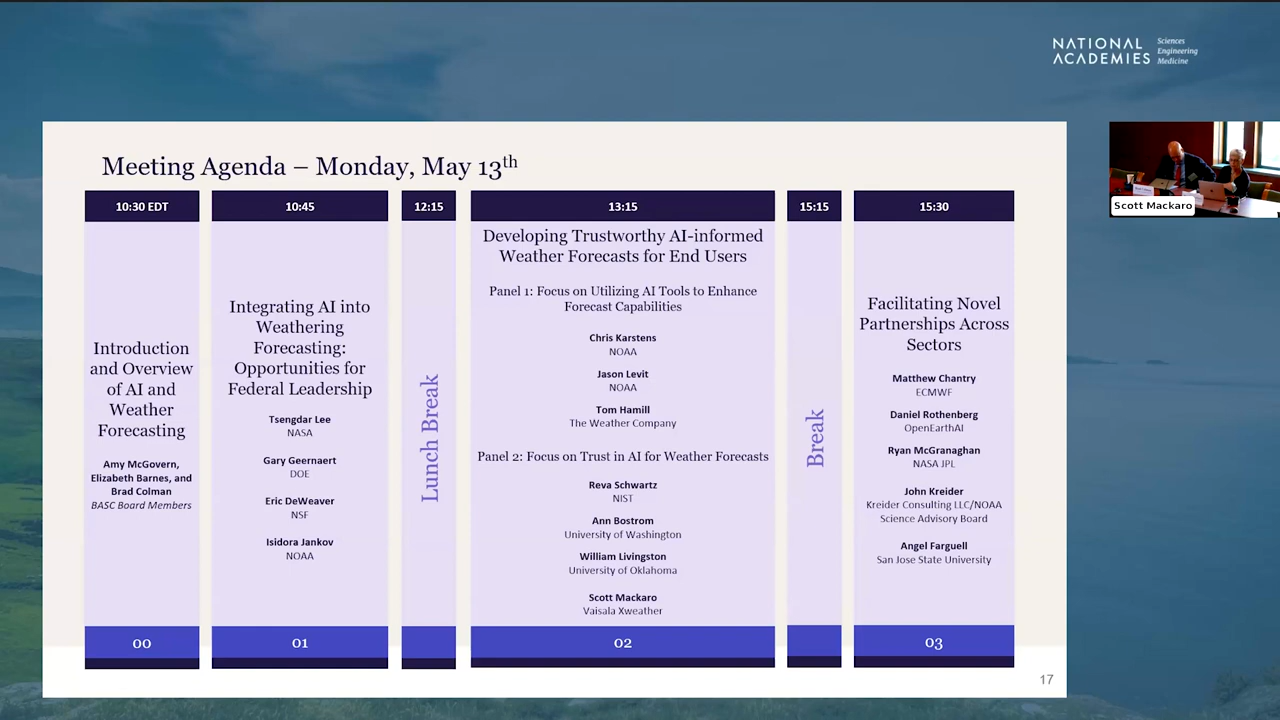 NATIONAL
ACADEMIES
Sciences
Engineering
Medicine
Meeting Agenda – Monday, May 13th
10:30 EDT
Introduction
and Overview
of AI and
Weather
Forecasting
Amy McGovern,
Elizabeth Barnes, and
Brad Colman
BASC Board Members
00
10:45
Integrating AI into
Weathering
Forecasting:
Opportunities for
Federal Leadership
Tsengdar Lee
NASA
Gary Geernaert
DOE
Eric DeWeaver
NSF
Isidora Jankov
NOAA
01
12:15
Lunch Break
13:15
Developing Trustworthy AI-informed
Weather Forecasts for End Users
Panel 1: Focus on Utilizing AI Tools to Enhance
Forecast Capabilities
Chris Karstens
NOAA
Jason Levit
NOAA
Tom Hamill
The Weather Company
Panel 2: Focus on Trust in AI for Weather Forecasts
Reva Schwartz
NIST
Ann Bostrom
University of Washington
William Livingston
University of Oklahoma
Scott Mackaro
Vaisala Xweather
02
15:15
Break
15:30
Facilitating Novel
Partnerships Across
Sectors
Matthew Chantry
ECMWF
Daniel Rothenberg
OpenEarthAI
Ryan McGranaghan
NASA JPL
John Kreider
Kreider Consulting LLC/NOAA
Science Advisory Board
Angel Farguell
San Jose State University
03
17
Scott Mackaro